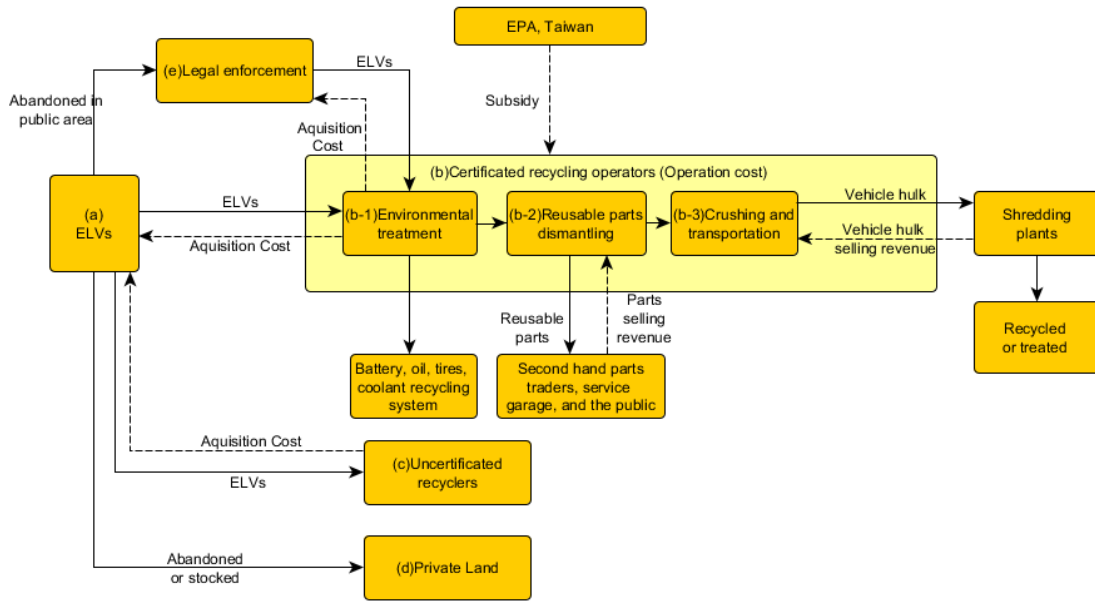 EPA, Taiwan
(e)Legal enforcement
ELVs
Abandoned in
public area
Subsidy
Aquisition
Cost
(b)Certificated recycling operators (Operation cost)
(a)
ELVs
ELVs
Aquisition Cost
(b-1)Environmental
treatment
(b-2)Reusable parts
dismantling
(b-3)Crushing and
transportation
Vehicle hulk
Vehicle hulk
selling revenue
Shredding
plants
Reusable
parts
Parts
selling
revenue
Recycled
or treated
Battery, oil, tires,
coolant recycling
system
Second hand parts
traders, service
garage, and the public
Aquisition Cost
ELVs
(c)Uncertificated
recyclers
Abandoned
or stocked
(d)Private Land